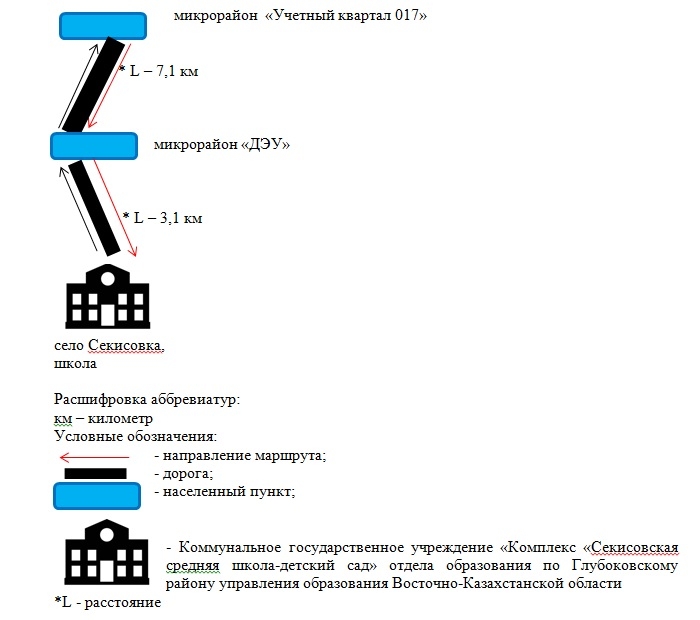 микрорайон «Учетный квартал 017»
* L – 7,1 км
микрорайон «ДЭУ»
* L – 3,1 км
село Секисовка,
школа
Расшифровка аббревиатур:
км – километр
Условные обозначения:
- направление маршрута;
- дорога;
- населенный пункт;
- Коммунальное государственное учреждение «Комплекс «Секисовская
средняя школа-детский сад» отдела образования по Глубоковскому
району управления образования Восточно-Казахстанской области
*L - расстояние